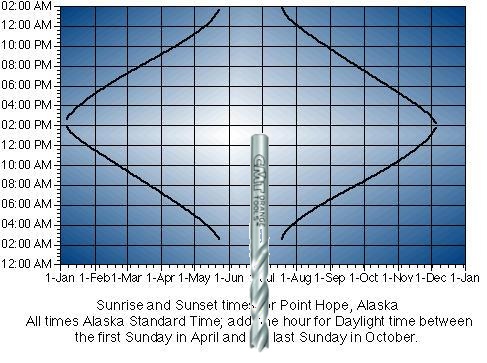 02:00 AM
12:00 AM
10:00 PM
08:00 PM
06:00 PM
04:00 PM
02:00 PM
12:00 PM
10:00 AM
08:00 AM
06:00 AM
04:00 AM
02:00 AM
12:00 AM
1-Jan 1-Feb 1-Mar 1-Apr 1-May 1-Jun 1-Aug 1-Sep 1-Oct 1-Nov 1-Dec 1-Jan
CMT ORANGE TOOLS
Sunrise and Sunset times or Point Hope, Alaska
All times Alaska Standard Time; add ne hour for Daylight time between
the first Sunday in April and last Sunday in October.